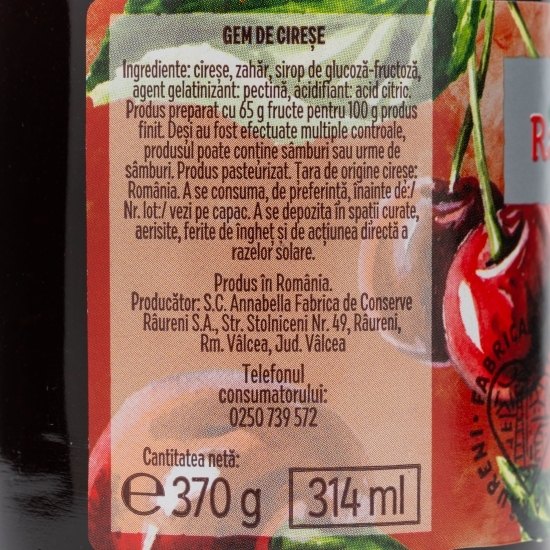 GEM DE CIREȘE
Ingrediente: cireșe, zahăr, sirop de glucoză-fructoză,
agent gelatinizant: pectină, acidifiant: acid citric.
Produs preparat cu 65 g fructe pentru 100 g produs
finit. Deși au fost efectuate multiple controale,
produsul poate conține sâmburi sau urme de
sâmburi. Produs pasteurizat. Țara de origine cireșe:
România. A se consuma, de preferință, înainte de:/
Nr. lot:/ vezi pe capac. A se depozita în spații curate,
aerisite, ferite de îngheț și de acțiunea directă a
razelor solare.
Produs în România.
Producător: S.C. Annabella Fabrica de Conserve
Râureni S.A., Str. Stolniceni Nr. 49, Râureni,
Rm. Vâlcea, Jud. Vâlcea
Telefonul
consumatorului:
0250 739 572
Cantitatea netă:
℮370 g 314 ml